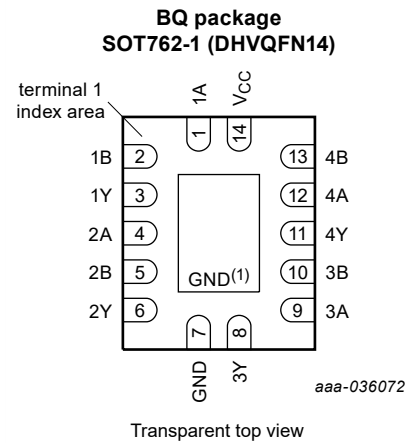 BQ package
SOT762-1 (DHVQFN14)
terminal 1
index area
1A
VCC
1
14
1B 2 13 4B
1Y 3 12 4A
2A 4 11 4Y
2B 5 10 3B
GND(1)
2Y 6 9 3A
7
8
GND
3Y
aaa-036072
Transparent top view